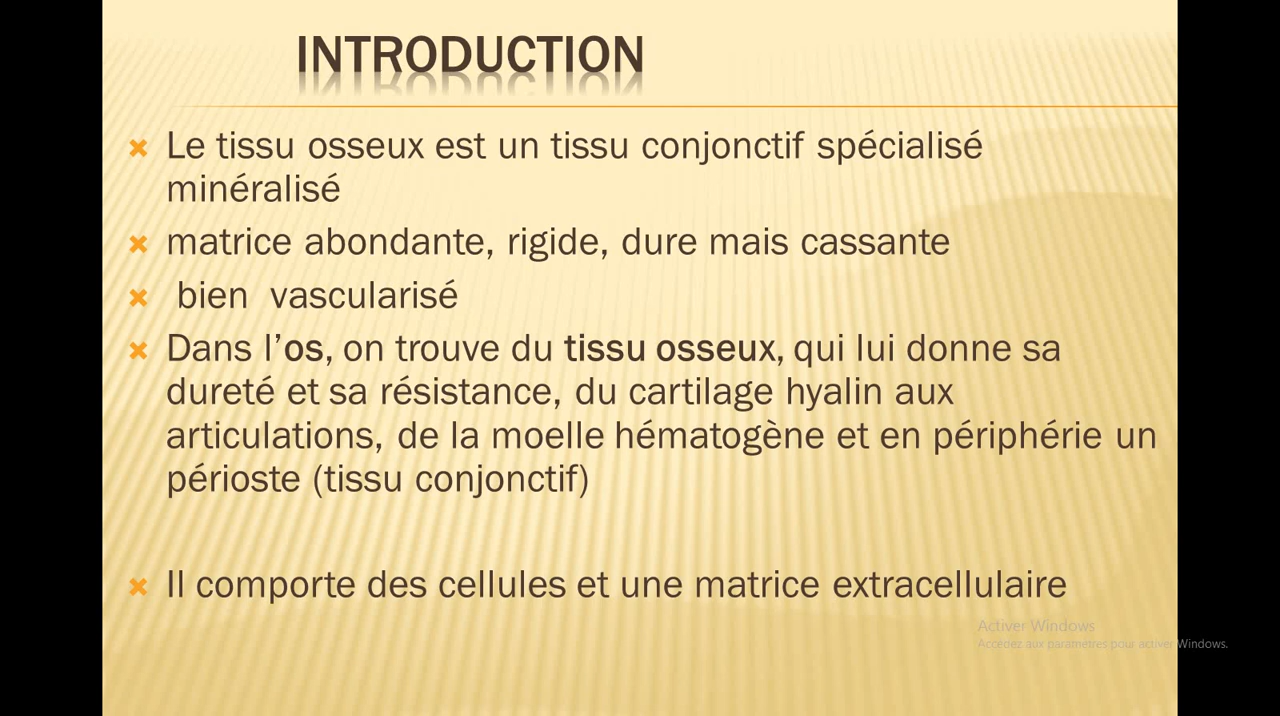 INTRODUCTION
Le tissu osseux est un tissu conjonctif spécialisé
minéralisé
matrice abondante, rigide, dure mais cassante
bien vascularisé
Dans l’os, on trouve du tissu osseux, qui lui donne sa
dureté et sa résistance, du cartilage hyalin aux
articulations, de la moelle hématogène et en périphérie un
périoste (tissu conjonctif)
Il comporte des cellules et une matrice extracellulaire
Activer Windows
Accédez aux paramètres pour activer Windows.